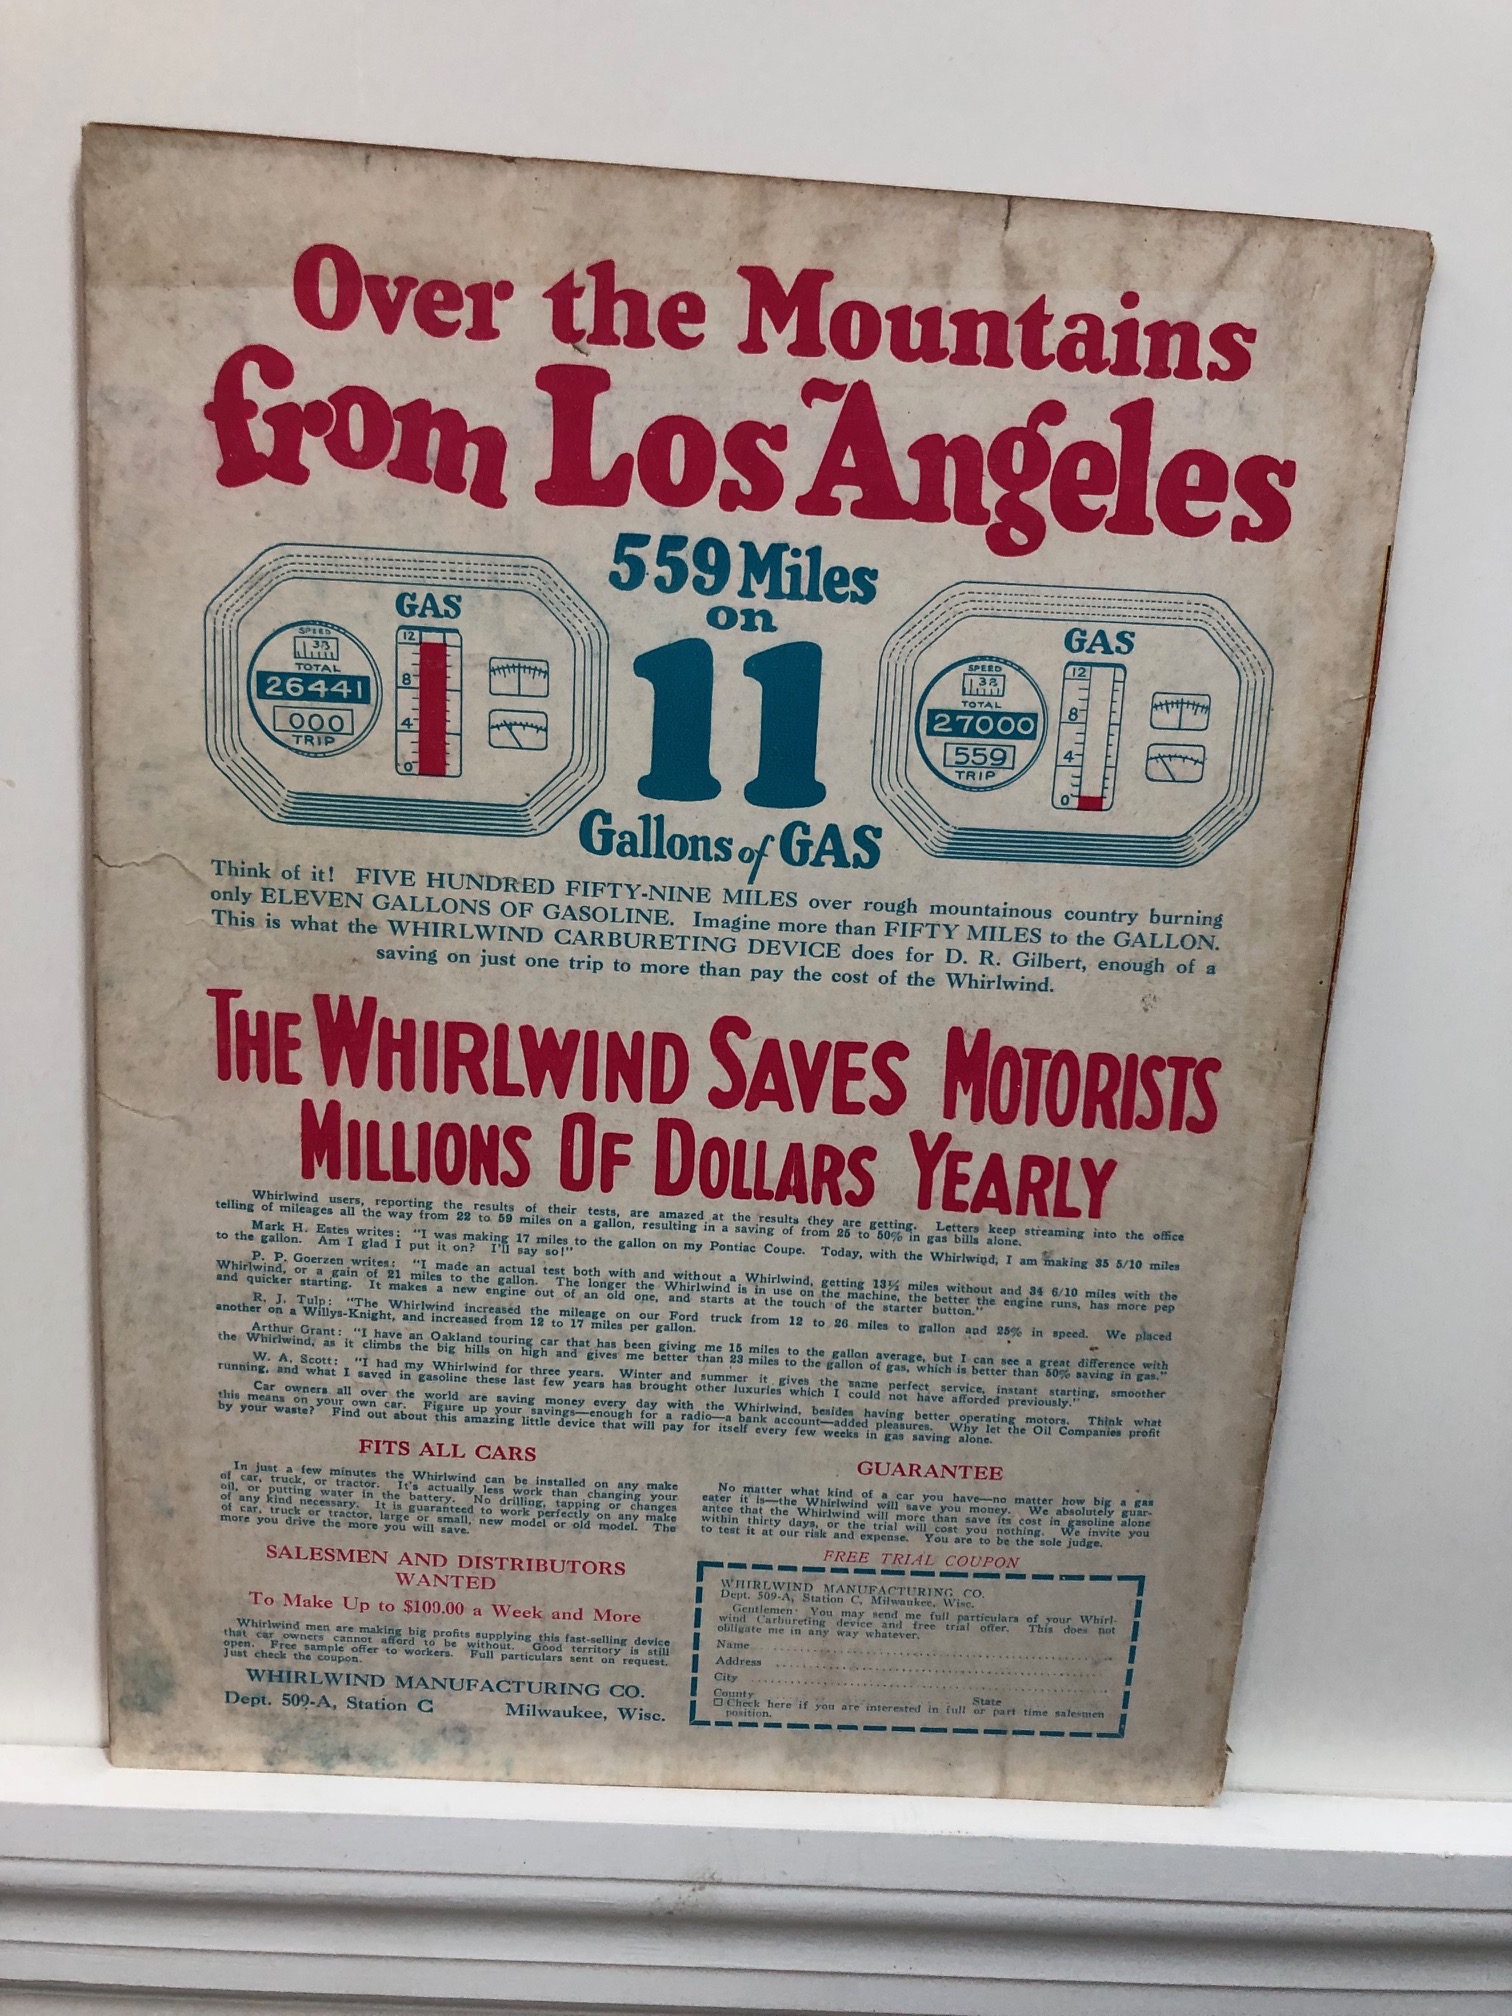 Over the Mountains
from Los Angeles
559 Miles
on
11
Gallons of GAS
SPEED
33
TOTAL
26441
000
TRIP
GAS
12
8
4
0
SPEED
38
TOTAL
27000
559
TRIP
GAS
12
8
4
0
Think of it! FIVE HUNDRED FIFTY-NINE MILES over rough mountainous country burning
only ELEVEN GALLONS OF GASOLINE. Imagine more than FIFTY MILES to the GALLON.
This is what the WHIRLWIND CARBURETING DEVICE does for D. R. Gilbert, enough of a
saving on just one trip to more than pay the cost of the Whirlwind.
THE WHIRLWIND SAVES MOTORISTS
MILLIONS OF DOLLARS YEARLY
Whirlwind users, reporting the results of their tests, are amazed at the results they are getting. Letters keep streaming into the office
telling of mileages all the way from 22 to 59 miles on a gallon, resulting in a saving of from 25 to 50% in gas bills alone.
Mark H. Estes writes: "I was making 17 miles to the gallon on my Pontiac Coupe. Today, with the Whirlwind, I am making 35 5/10 miles
to the gallon. Am I glad I put it on? I'll say so!"
P. P. Goerzen writes: "I made an actual test both with and without a Whirlwind, getting 13½ miles without and 34 6/10 miles with the
Whirlwind, or a gain of 21 miles to the gallon. The longer the Whirlwind is in use on the machine, the better the engine runs, has more pep
and quicker starting. It makes a new engine out of an old one, and starts at the touch of the starter button."
R. J. Tulp: "The Whirlwind increased the mileage on our Ford truck from 12 to 26 miles to gallon and 25% in speed. We placed
another on a Willys-Knight, and increased from 12 to 17 miles per gallon.
Arthur Grant: "I have an Oakland touring car that has been giving me 15 miles to the gallon average, but I can see a great difference with
the Whirlwind, as it climbs the big hills on high and gives me better than 23 miles to the gallon of gas, which is better than 50% saving in gas."
W. A. Scott: "I had my Whirlwind for three years. Winter and summer it gives the same perfect service, instant starting, smoother
running, and what I saved in gasoline these last few years has brought other luxuries which I could not have afforded previously."
Car owners all over the world are saving money every day with the Whirlwind, besides having better operating motors. Think what
this means on your own car. Figure up your savings—enough for a radio—a bank account—added pleasures. Why let the Oil Companies profit
by your waste? Find out about this amazing little device that will pay for itself every few weeks in gas saving alone.
FITS ALL CARS
In just a few minutes the Whirlwind can be installed on any make
of car, truck, or tractor. It's actually less work than changing your
oil, or putting water in the battery. No drilling, tapping or changes
of any kind necessary. It is guaranteed to work perfectly on any make
of car, truck or tractor, large or small, new model or old model. The
more you drive the more you will save.
SALESMEN AND DISTRIBUTORS
WANTED
To Make Up to $100.00 a Week and More
Whirlwind men are making big profits supplying this fast-selling device
that car owners cannot afford to be without. Good territory is still
open. Free sample offer to workers. Full particulars sent on request.
Just check the coupon.
WHIRLWIND MANUFACTURING CO.
Dept. 509-A, Station C Milwaukee, Wisc.
GUARANTEE
No matter what kind of a car you have—no matter how big a gas
eater it is—the Whirlwind will save you money. We absolutely guar-
antee that the Whirlwind will more than save its cost in gasoline alone
within thirty days, or the trial will cost you nothing. We invite you
to test it at our risk and expense. You are to be the sole judge.
FREE TRIAL COUPON
WHIRLWIND MANUFACTURING CO.
Dept. 509-A, Station C, Milwaukee, Wisc.
Gentlemen: You may send me full particulars of your Whirl-
wind Carbureting device and free trial offer. This does not
obligate me in any way whatever.
Name
Address
City
County State
Check here if you are interested in full or part time salesmen
position.